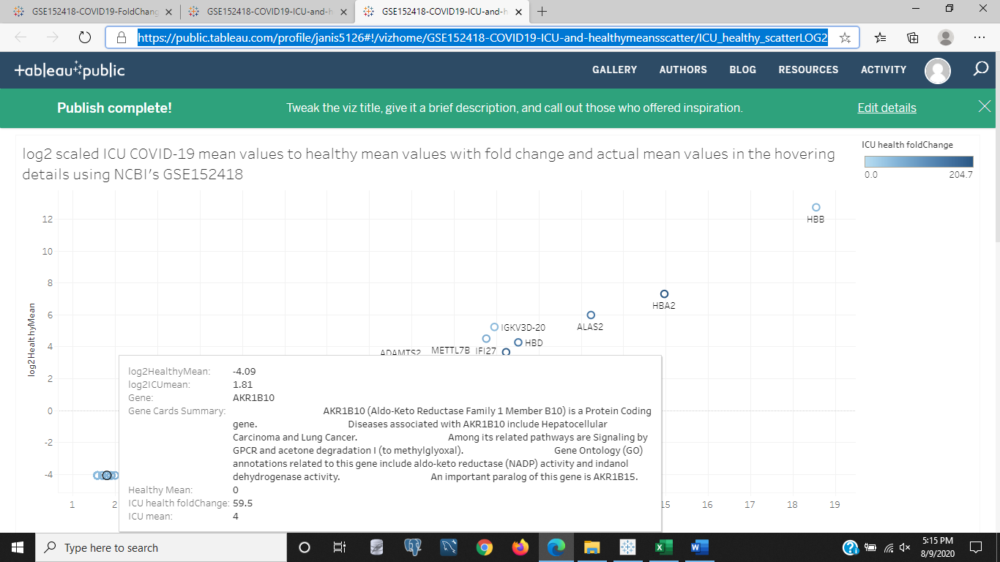 GSE152418-COVID19-FoldChang
GSE152418-COVID19-ICU-and-h
GSE152418-COVID19-ICU-and-h
https://public.tableau.com/profile/janis5126#!/vizhome/GSE152418-COVID19-ICU-and-healthymeansscatter/ICU_healthy_scatterLOG2
+ableau+public
GALLERY AUTHORS BLOG RESOURCES ACTIVITY
Publish complete! Tweak the viz title, give it a brief description, and call out those who offered inspiration. Edit details
log2 scaled ICU COVID-19 mean values to healthy mean values with fold change and actual mean values in the hovering
details using NCBI's GSE152418
ICU health foldChange
0.0 204.7
log2HealthyMean
12
10
8
6
4
2
0
-2
-4
HBB
HBA2
ALAS2
IGKV3D-20
HBD
METTL7B IFI27
ADAMTS2
log2HealthyMean: -4.09
log2ICUmean: 1.81
Gene: AKR1B10
Gene Cards Summary: AKR1B10 (Aldo-Keto Reductase Family 1 Member B10) is a Protein Coding
gene. Diseases associated with AKR1B10 include Hepatocellular
Carcinoma and Lung Cancer. Among its related pathways are Signaling by
GPCR and acetone degradation I (to methylglyoxal). Gene Ontology (GO)
annotations related to this gene include aldo-keto reductase (NADP) activity and indanol
dehydrogenase activity. An important paralog of this gene is AKR1B15.
Healthy Mean: 0
ICU health foldChange: 59.5
ICU mean: 4
1 2 15 16 17 18 19
Type here to search
5:15 PM
8/9/2020